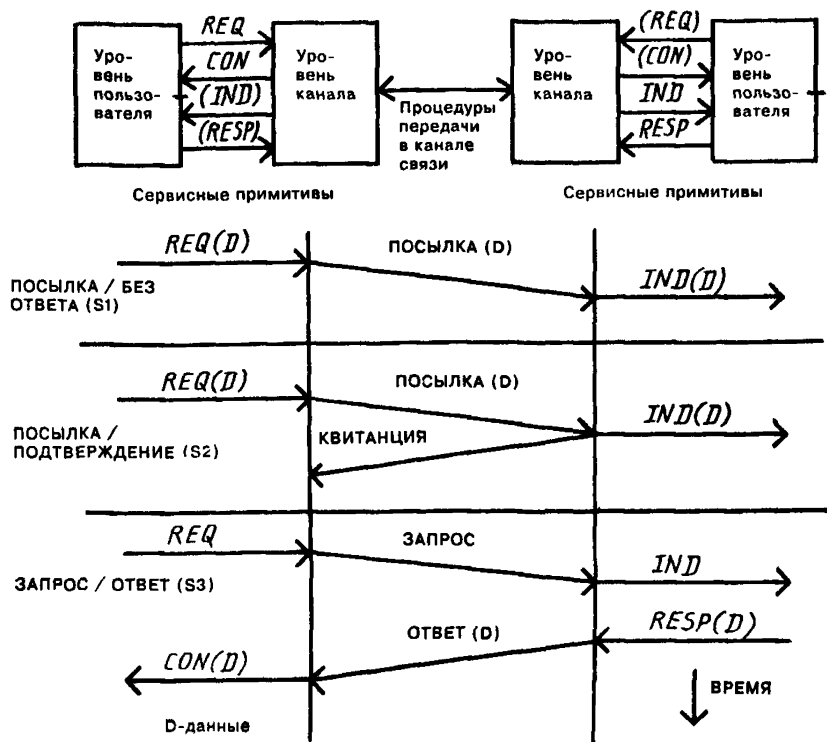 REQ
CON
(IND)
(RESP)
Уро-
вень
пользо-
вателя
Уро-
вень
канала
Процедуры
передачи
в канале
связи
Уро-
вень
канала
(REQ)
(CON)
IND
RESP
Уро-
вень
пользо-
вателя
Сервисные примитивы
Сервисные примитивы
REQ(D)
ПОСЫЛКА (D)
IND(D)
ПОСЫЛКА / БЕЗ
ОТВЕТА (S1)
REQ(D)
ПОСЫЛКА (D)
IND(D)
ПОСЫЛКА /
ПОДТВЕРЖДЕНИЕ (S2)
КВИТАНЦИЯ
REQ
ЗАПРОС
IND
ЗАПРОС / ОТВЕТ (S3)
ОТВЕТ (D)
RESP(D)
CON(D)
ВРЕМЯ
D-данные